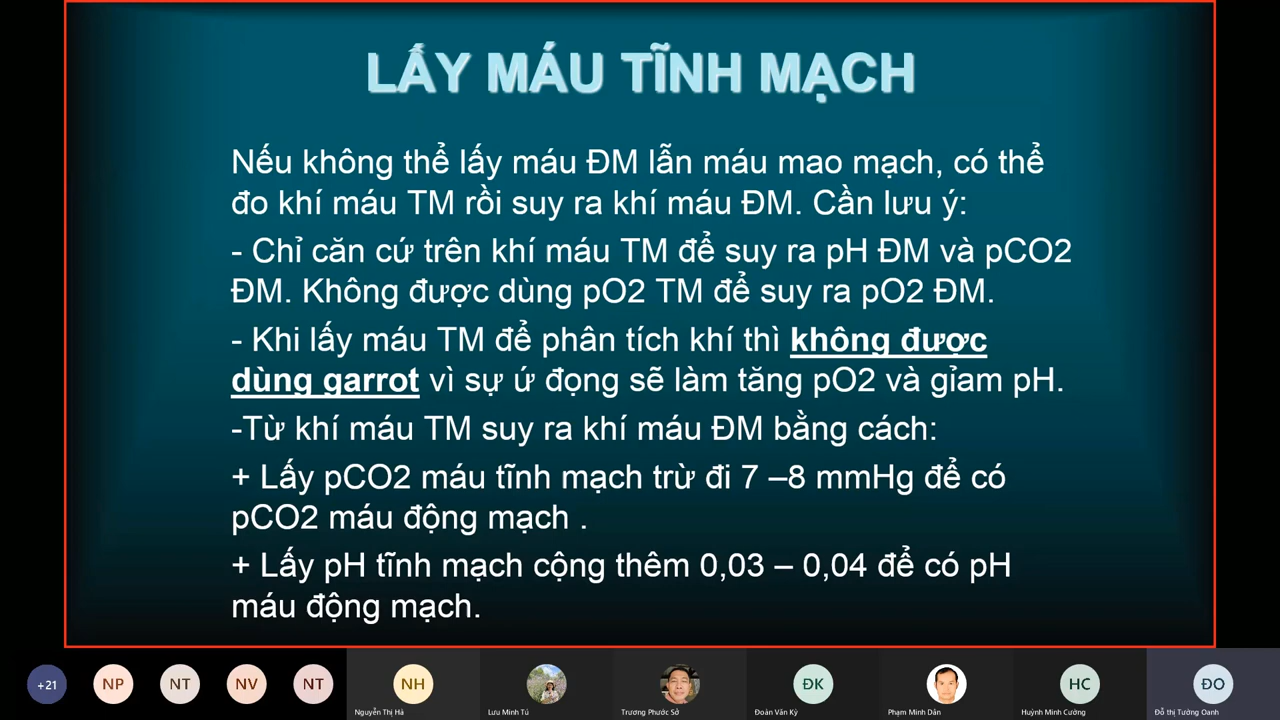 LẤY MÁU TĨNH MẠCH
Nếu không thể lấy máu ĐM lẫn máu mao mạch, có thể
đo khí máu TM rồi suy ra khí máu ĐM. Cần lưu ý:
- Chỉ căn cứ trên khí máu TM để suy ra pH ĐM và pCO2
ĐM. Không được dùng pO2 TM để suy ra pO2 ĐM.
- Khi lấy máu TM để phân tích khí thì không được
dùng garrot vì sự ứ đọng sẽ làm tăng pO2 và gỉam pH.
-Từ khí máu TM suy ra khí máu ĐM bằng cách:
+ Lấy pCO2 máu tĩnh mạch trừ đi 7 –8 mmHg để có
pCO2 máu động mạch .
+ Lấy pH tĩnh mạch cộng thêm 0,03 – 0,04 để có pH
máu động mạch.
+21 NP NT NV NT NH ĐK HC ĐO
Nguyễn Thị Hà Lưu Minh Tú Trương Phước Sở Đoàn Văn Kỳ Phạm Minh Dân Huỳnh Minh Cường Đỗ thị Tường Oanh